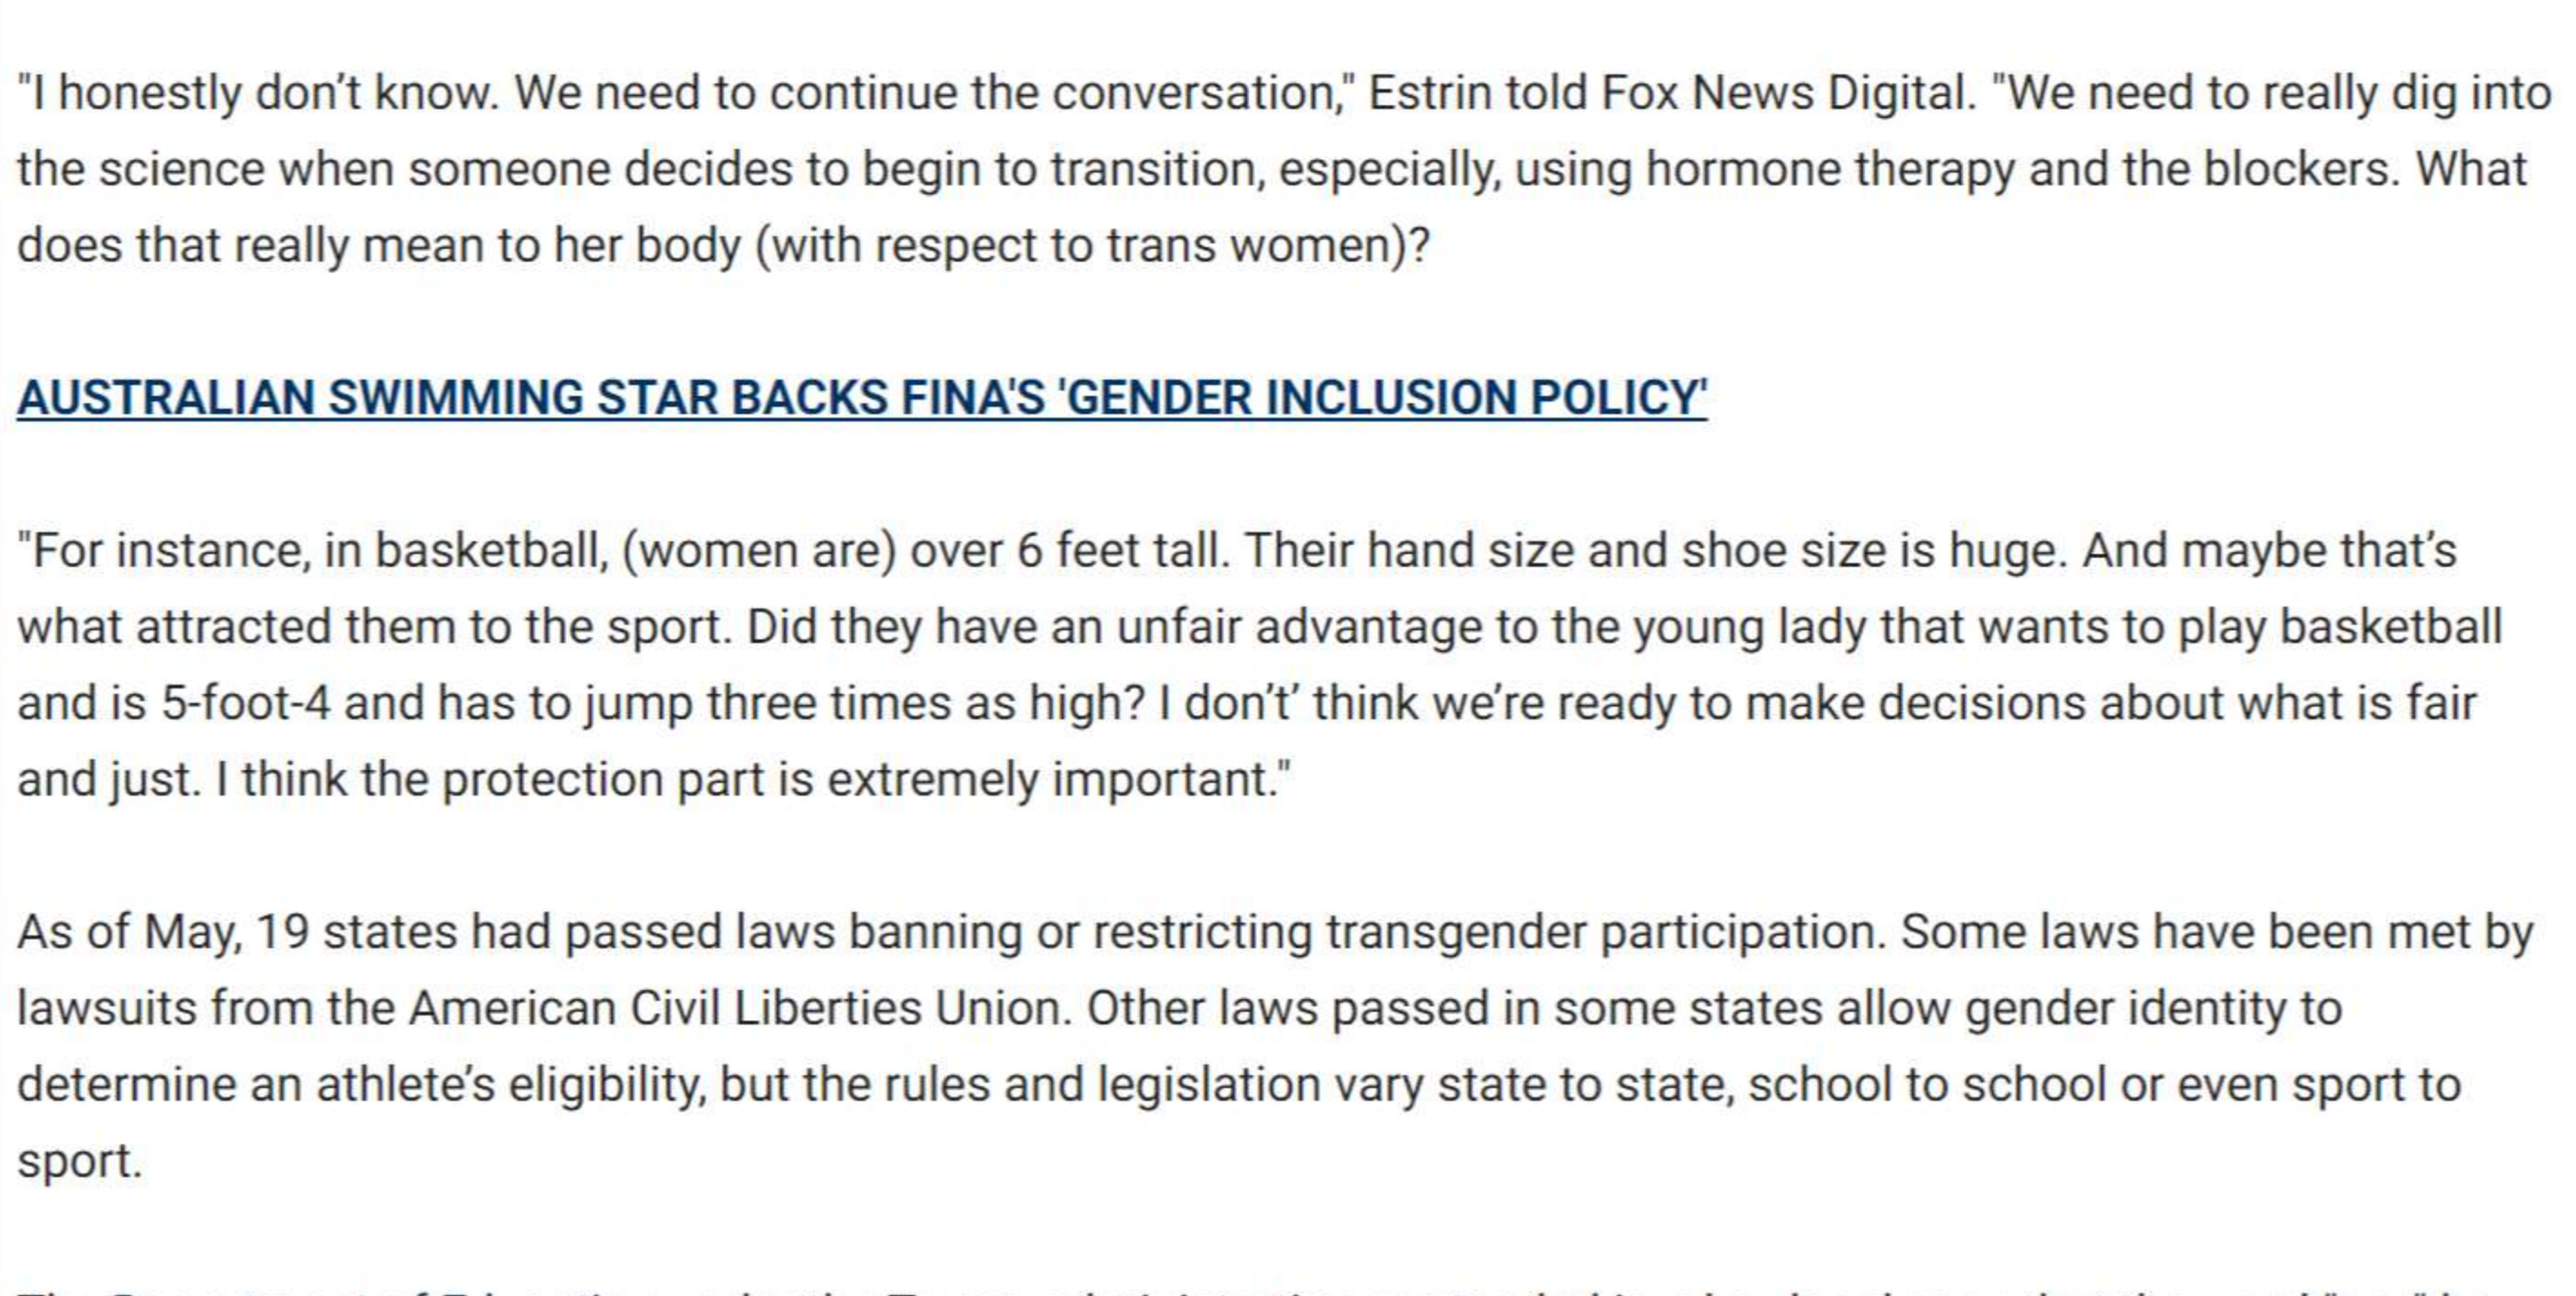 "I honestly don’t know. We need to continue the conversation," Estrin told Fox News Digital. "We need to really dig into
the science when someone decides to begin to transition, especially, using hormone therapy and the blockers. What
does that really mean to her body (with respect to trans women)?
AUSTRALIAN SWIMMING STAR BACKS FINA'S 'GENDER INCLUSION POLICY'
"For instance, in basketball, (women are) over 6 feet tall. Their hand size and shoe size is huge. And maybe that’s
what attracted them to the sport. Did they have an unfair advantage to the young lady that wants to play basketball
and is 5-foot-4 and has to jump three times as high? I don’t’ think we’re ready to make decisions about what is fair
and just. I think the protection part is extremely important."
As of May, 19 states had passed laws banning or restricting transgender participation. Some laws have been met by
lawsuits from the American Civil Liberties Union. Other laws passed in some states allow gender identity to
determine an athlete’s eligibility, but the rules and legislation vary state to state, school to school or even sport to
sport.